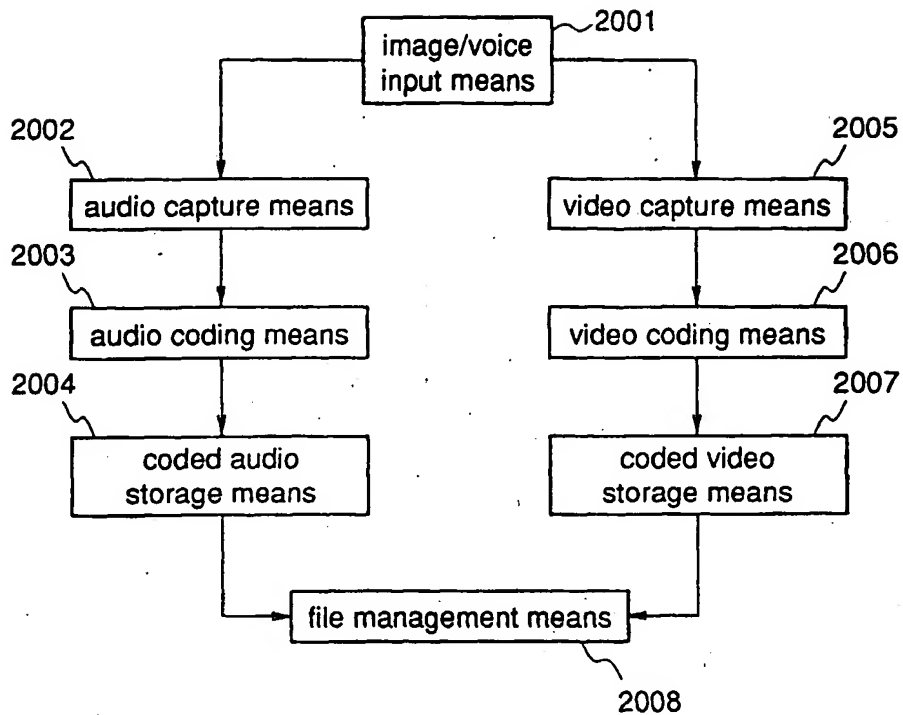 2001
image/voice
input means
2002
2005
audio capture means
video capture means
2003
2006
audio coding means
video coding means
2004
2007
coded audio
storage means
coded video
storage means
file management means
2008